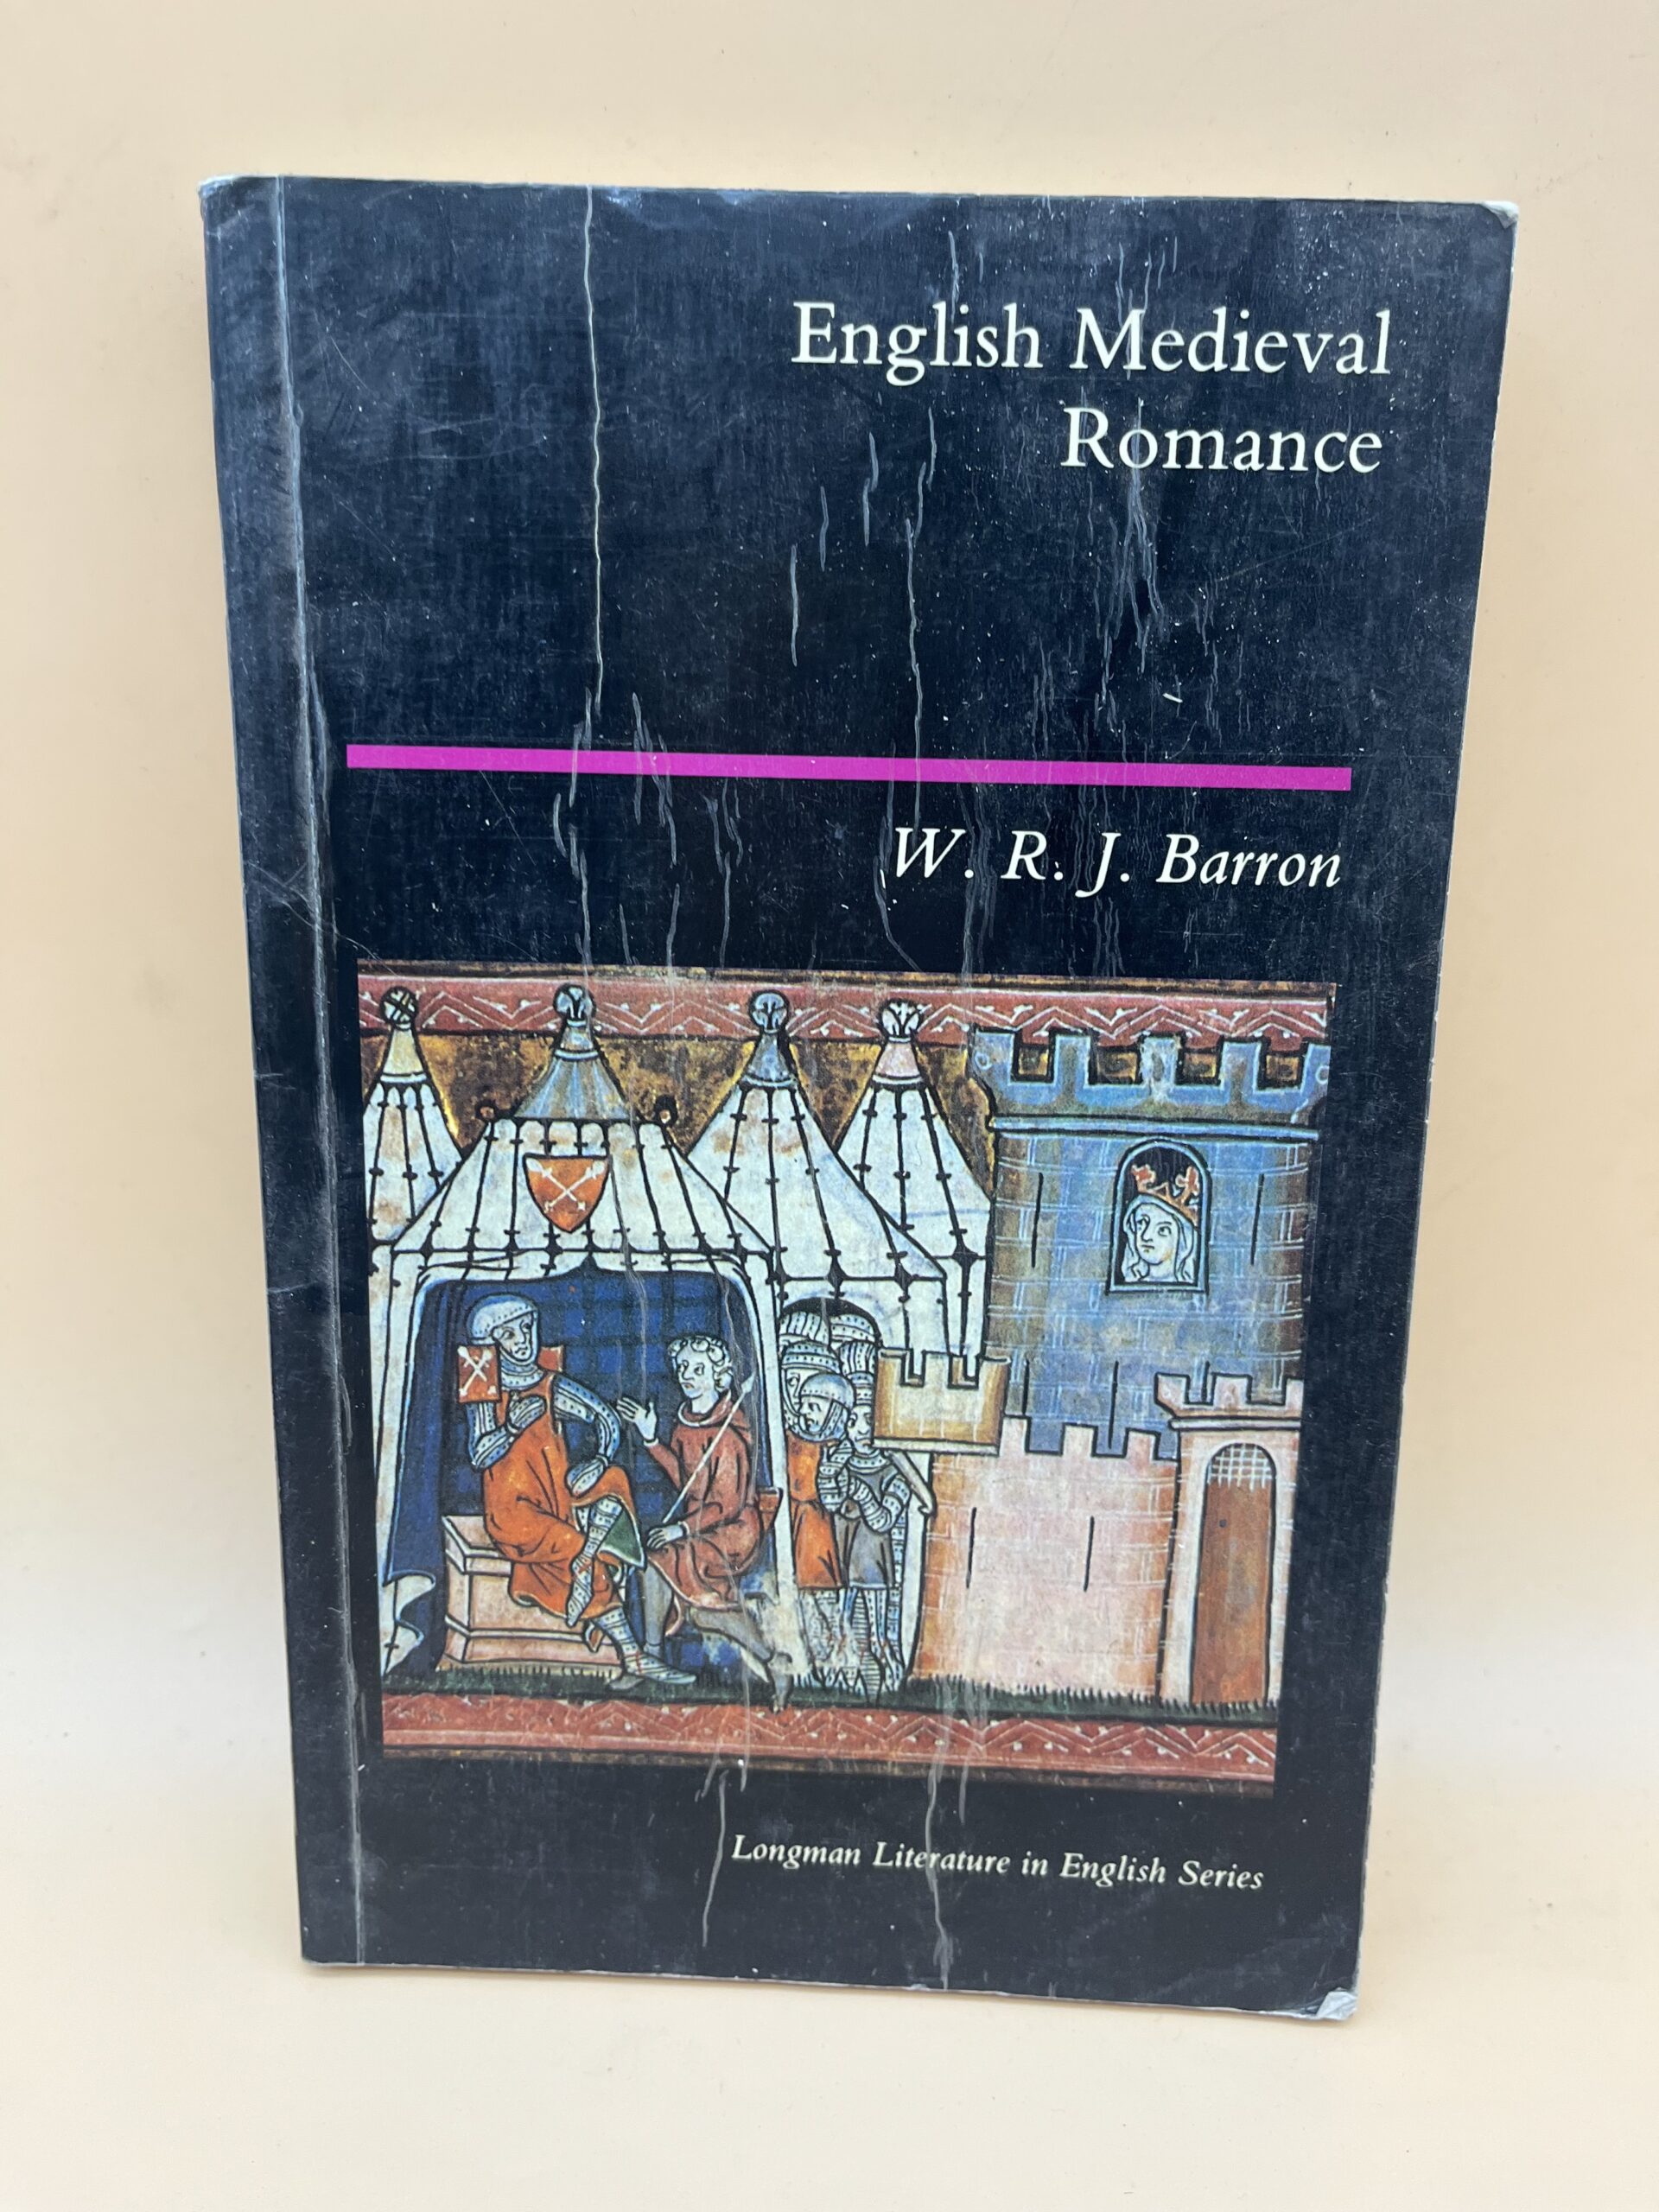 English Medieval
Romance
W. R. J. Barron
Longman Literature in English Series